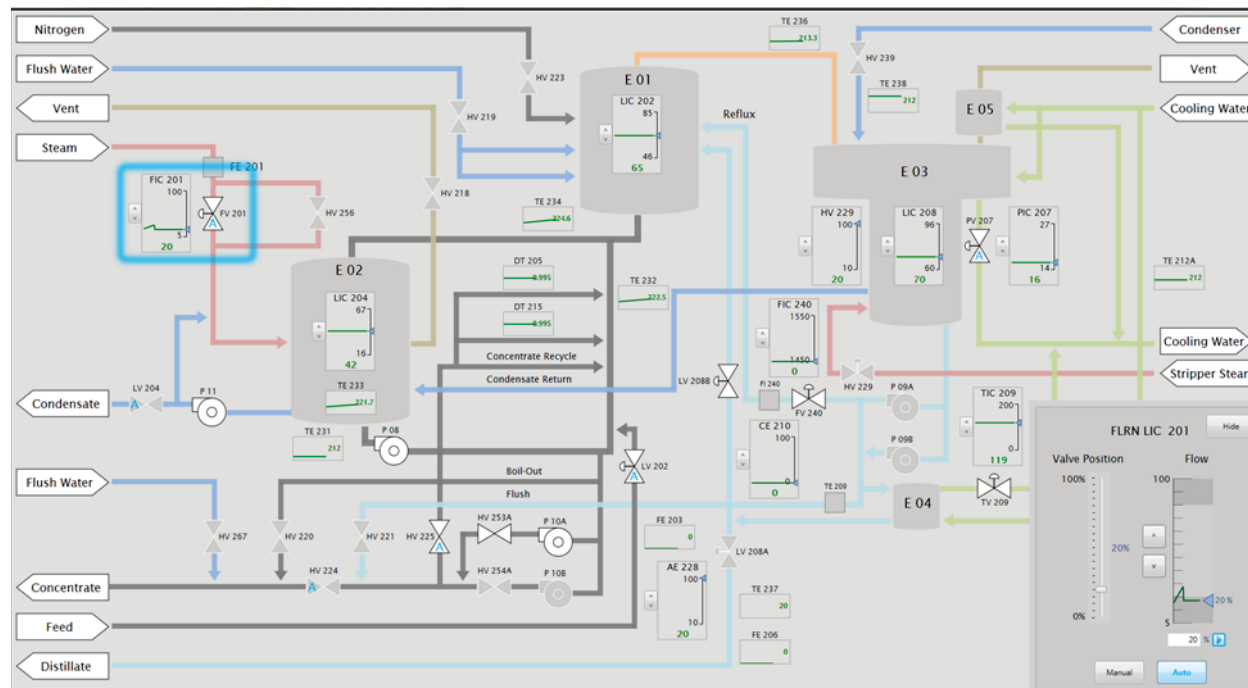 Nitrogen
Flush Water
Vent
Steam
HV 223
HV 219
FE 201
FIC 201
100
5
20
FV 201
A
HV 256
HV 218
E 01
LIC 202
85
46
65
TE 236
213.3
Condenser
HV 239
TE 238
212
Vent
E 05
Cooling Water
Reflux
E 03
HV 229
100
10
20
LIC 208
96
60
70
PV 207
A
PIC 207
27
14
16
TE 212A
212
TE 234
224.6
E 02
LIC 204
67
16
42
TE 233
221.7
DT 205
0.995
DT 215
0.995
TE 232
222.5
Concentrate Recycle
Condensate Return
FIC 240
1550
1450
0
Cooling Water
Stripper Steam
HV 229
LV 208B
FI 240
FV 240
P 09A
P 09B
TIC 209
200
0
119
LV 204
A
P 11
Condensate
TE 231
212
P 08
CE 210
100
0
0
LV 202
A
TE 209
E 04
TV 209
Flush Water
Boil-Out
Flush
HV 267
HV 220
HV 221
HV 225
A
HV 253A
P 10A
HV 224
A
HV 254A
P 10B
Concentrate
Feed
Distillate
FE 203
0
LV 208A
AE 228
100
10
20
TE 237
20
FE 206
0
FLRN LIC 201
Hide
Valve Position
Flow
100%
100
20%
0%
^
v
20%
5
20 %
Manual
Auto